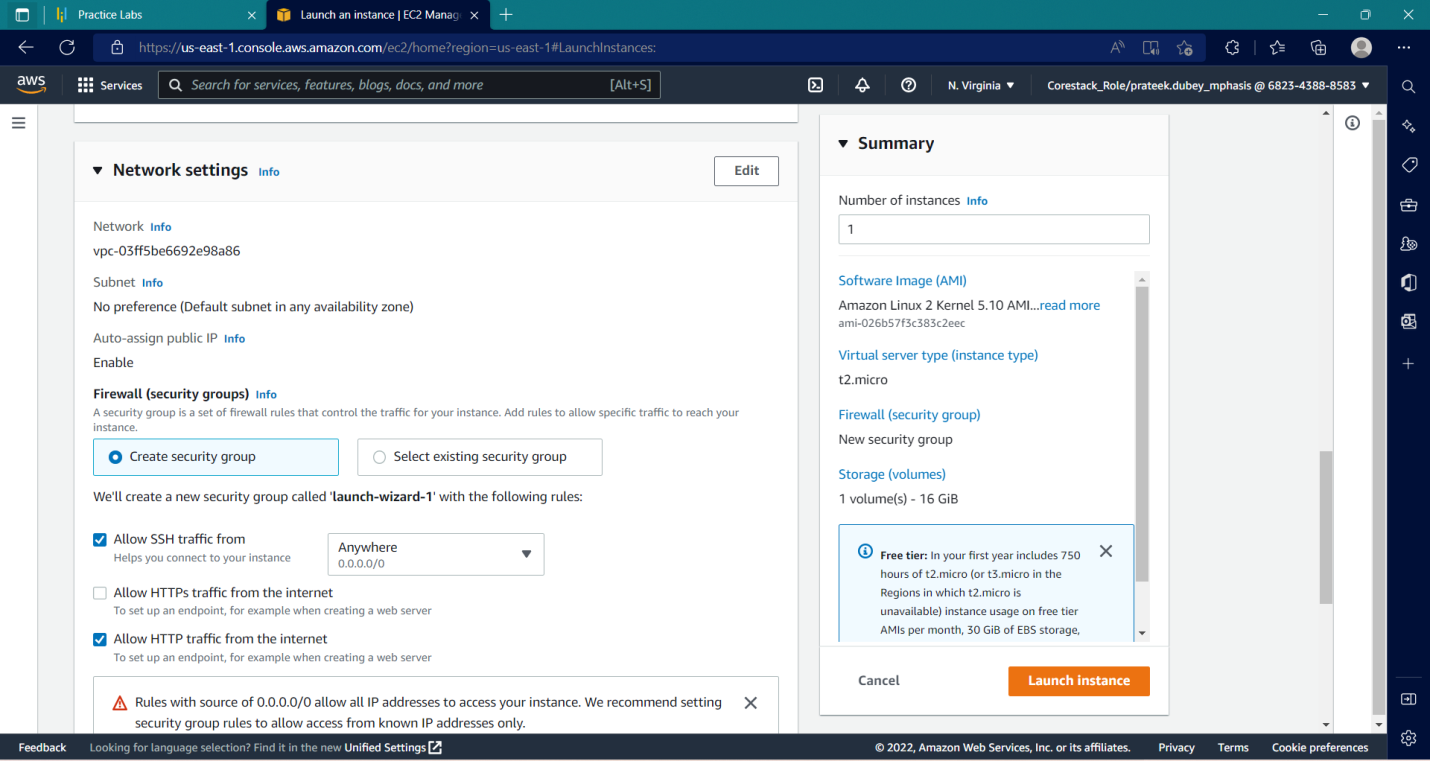 Practice Labs
Launch an instance | EC2 Manag
https://us-east-1.console.aws.amazon.com/ec2/home?region=us-east-1#LaunchInstances:
aws
Services
Search for services, features, blogs, docs, and more
[Alt+S]
N. Virginia
Corestack_Role/prateek.dubey_mphasis @ 6823-4388-8583
Network settings Info
Edit
Network Info
vpc-03ff5be6692e98a86
Subnet Info
No preference (Default subnet in any availability zone)
Auto-assign public IP Info
Enable
Firewall (security groups) Info
A security group is a set of firewall rules that control the traffic for your instance. Add rules to allow specific traffic to reach your
instance.
Create security group
Select existing security group
We'll create a new security group called 'launch-wizard-1' with the following rules:
Allow SSH traffic from
Helps you connect to your instance
Anywhere
0.0.0.0/0
Allow HTTPs traffic from the internet
To set up an endpoint, for example when creating a web server
Allow HTTP traffic from the internet
To set up an endpoint, for example when creating a web server
Rules with source of 0.0.0.0/0 allow all IP addresses to access your instance. We recommend setting
security group rules to allow access from known IP addresses only.
Summary
Number of instances Info
1
Software Image (AMI)
Amazon Linux 2 Kernel 5.10 AMI...read more
ami-026b57f3c383c2eec
Virtual server type (instance type)
t2.micro
Firewall (security group)
New security group
Storage (volumes)
1 volume(s) - 16 GiB
Free tier: In your first year includes 750
hours of t2.micro (or t3.micro in the
Regions in which t2.micro is
unavailable) instance usage on free tier
AMIs per month, 30 GiB of EBS storage,
Cancel
Launch instance
Feedback
Looking for language selection? Find it in the new Unified Settings
© 2022, Amazon Web Services, Inc. or its affiliates.
Privacy
Terms
Cookie preferences